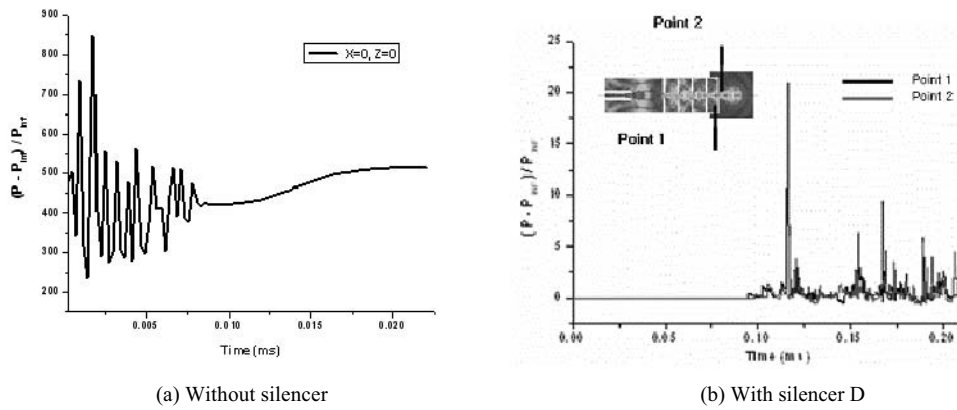 900
800
700
600
500
400
300
200
(P - P_inf) / P_inf
X=0, Z=0
0.005
0.010
0.015
0.020
Time (ms)
(a) Without silencer
Point 2
25
20
15
10
5
0
(P - P_inf) / P_inf
Point 1
Point 2
Point 1
0.00
0.05
0.10
0.15
0.20
Time (ms)
(b) With silencer D